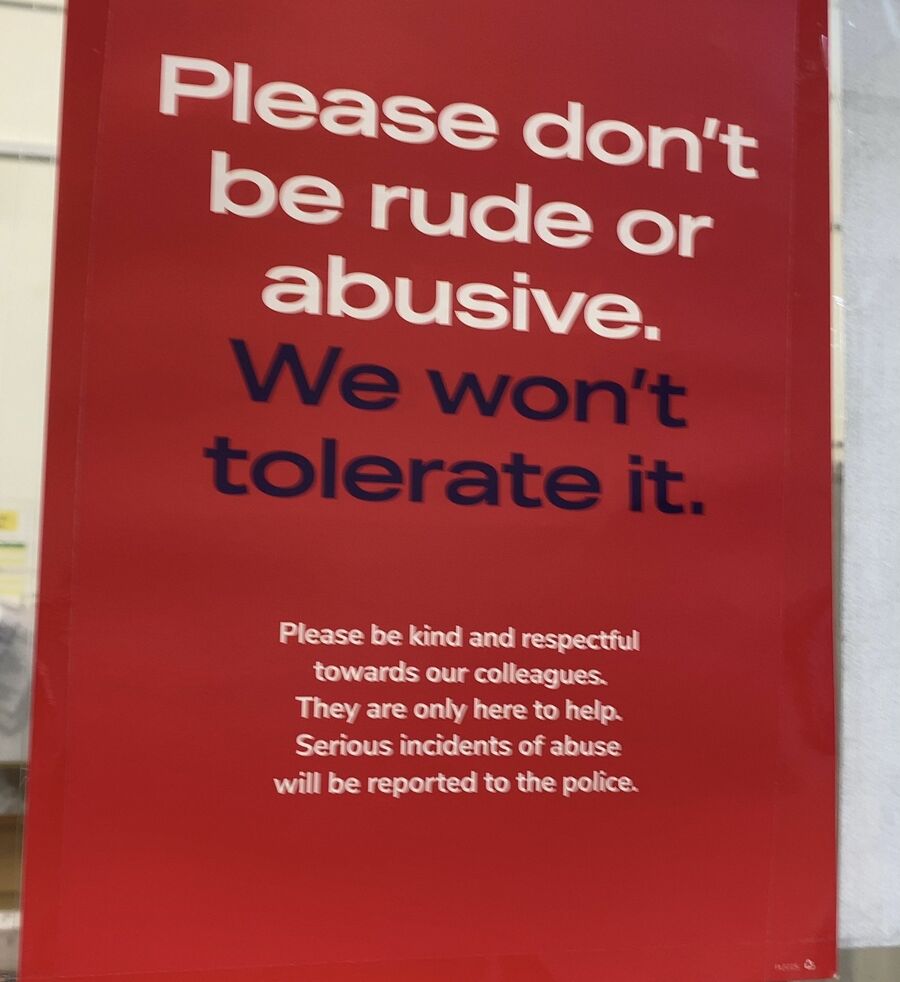 Please don't
be rude or
abusive.
We won't
tolerate it.
Please be kind and respectful
towards our colleagues.
They are only here to help.
Serious incidents of abuse
will be reported to the police.